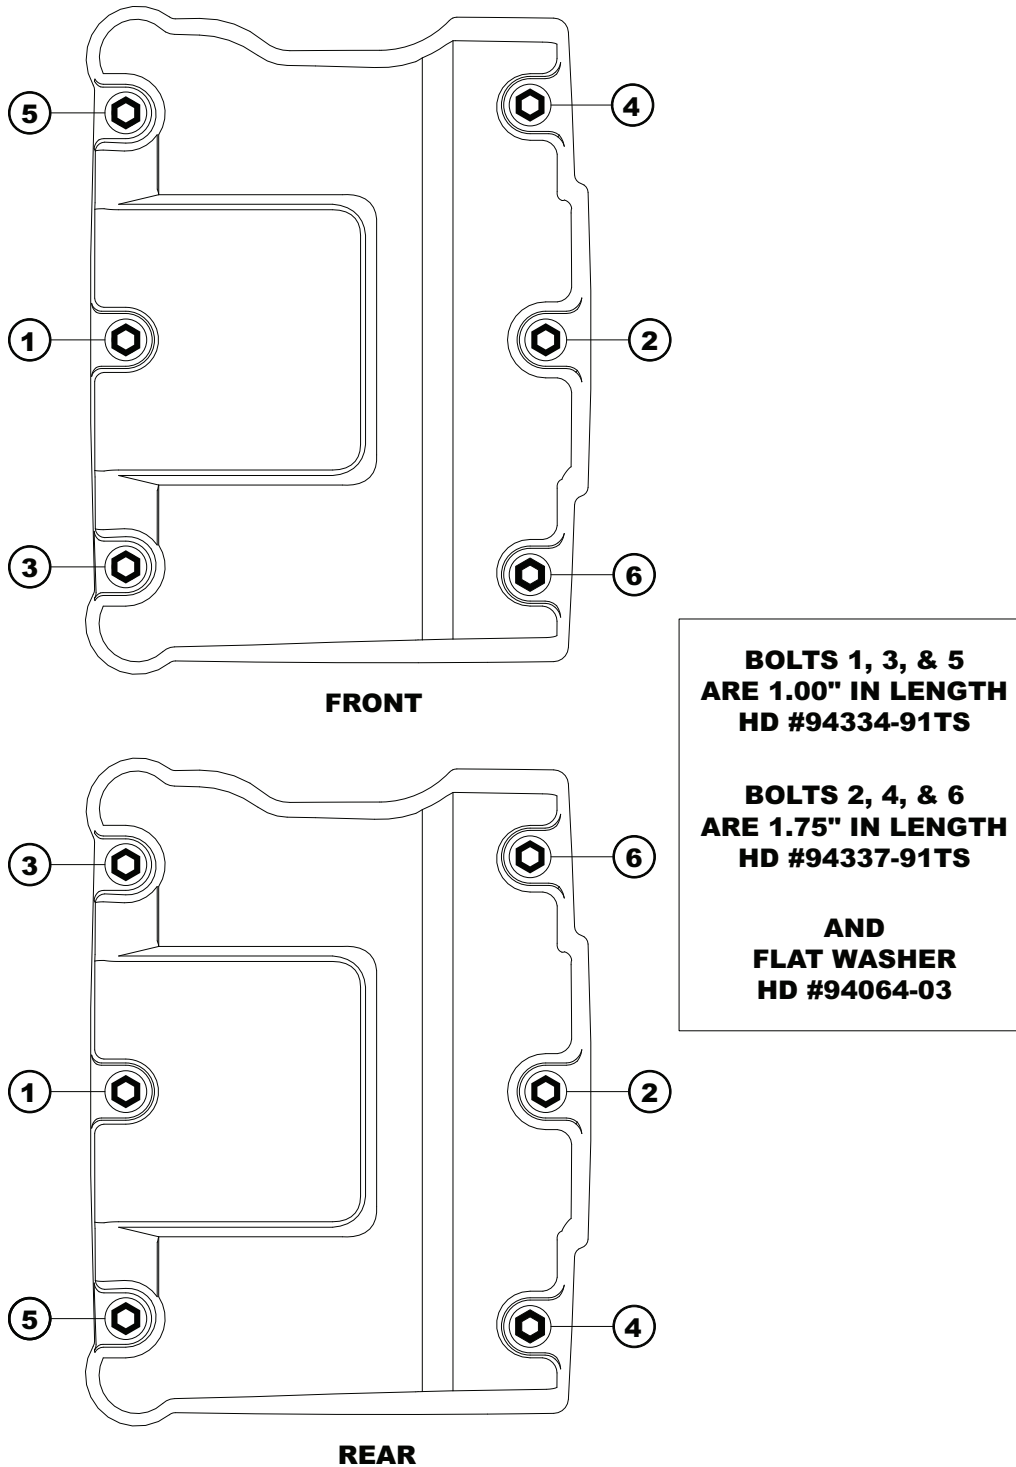 5
4
1
2
3
6
FRONT
BOLTS 1, 3, & 5
ARE 1.00" IN LENGTH
HD #94334-91TS
BOLTS 2, 4, & 6
ARE 1.75" IN LENGTH
HD #94337-91TS
AND
FLAT WASHER
HD #94064-03
3
6
1
2
5
4
REAR